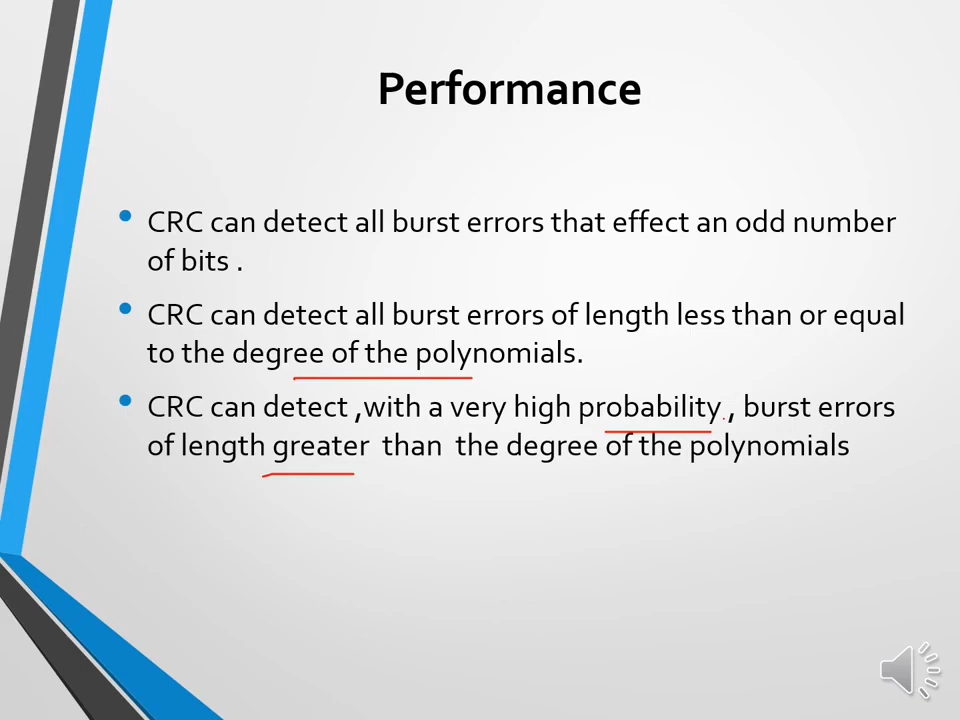 Performance
• CRC can detect all burst errors that effect an odd number
of bits .
• CRC can detect all burst errors of length less than or equal
to the degree of the polynomials.
• CRC can detect ,with a very high probability , burst errors
of length greater than the degree of the polynomials